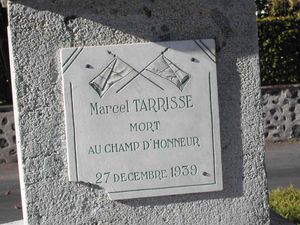 Marcel TARRISSE
MORT
AU CHAMP D'HONNEUR
27 DECEMBRE 1939